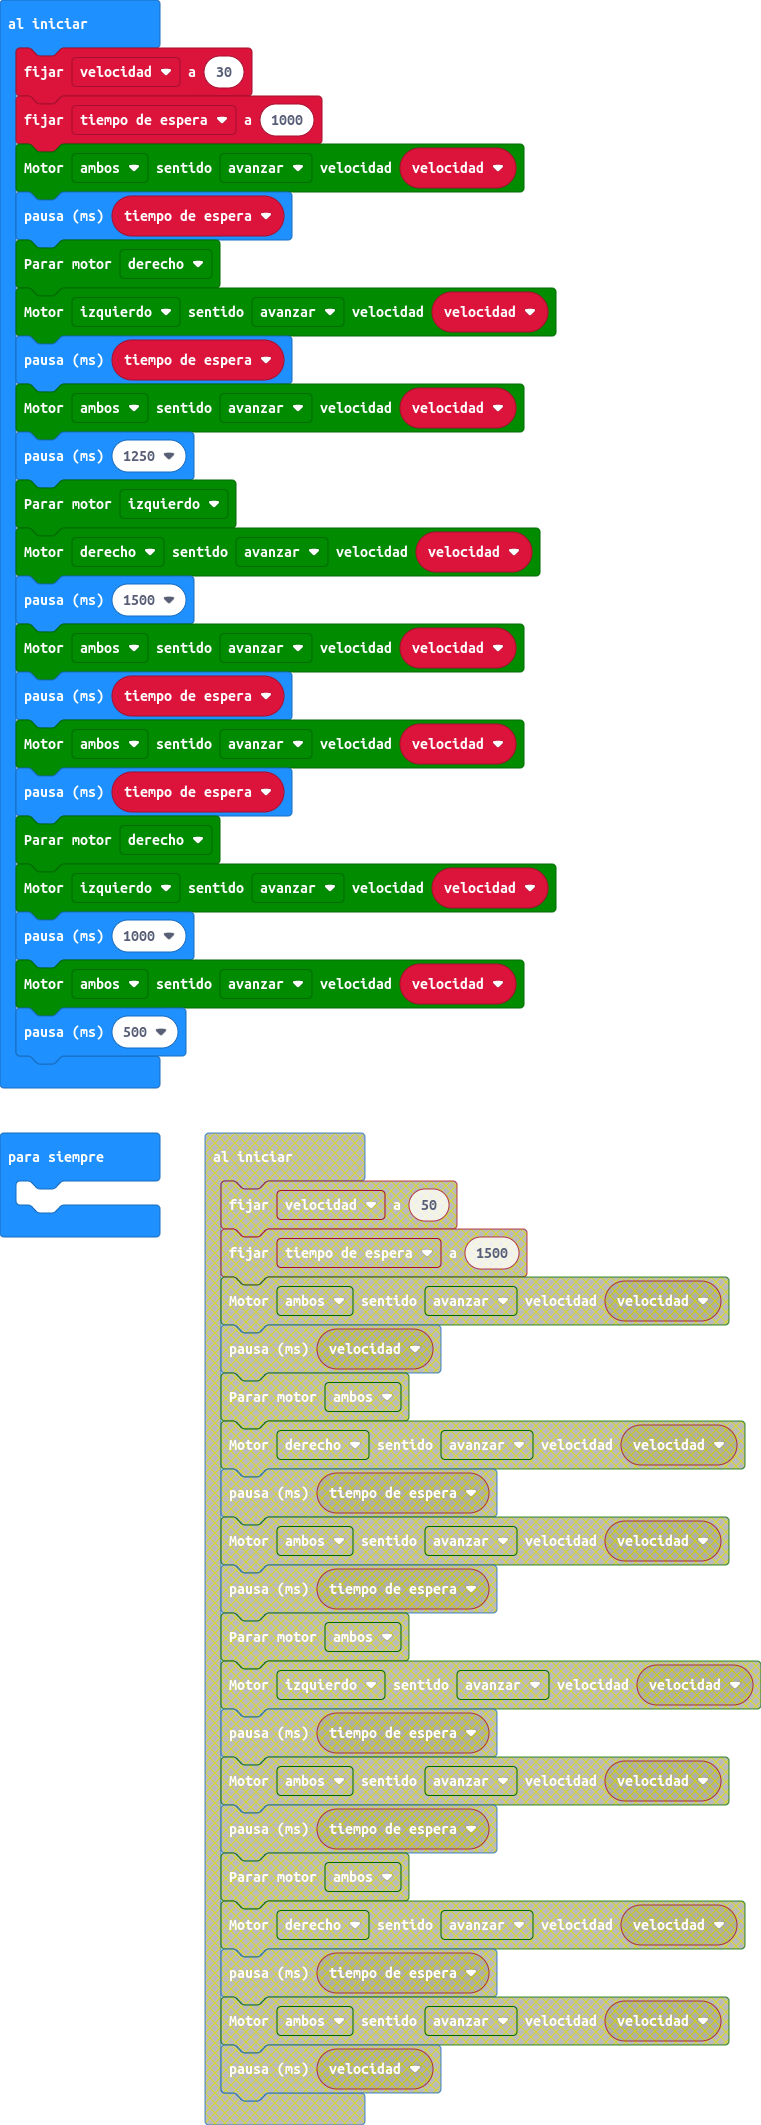 al iniciar
fijar velocidad a 30
fijar tiempo de espera a 1000
Motor ambos sentido avanzar velocidad velocidad
pausa (ms) tiempo de espera
Parar motor derecho
Motor izquierdo sentido avanzar velocidad velocidad
pausa (ms) tiempo de espera
Motor ambos sentido avanzar velocidad velocidad
pausa (ms) 1250
Parar motor izquierdo
Motor derecho sentido avanzar velocidad velocidad
pausa (ms) 1500
Motor ambos sentido avanzar velocidad velocidad
pausa (ms) tiempo de espera
Motor ambos sentido avanzar velocidad velocidad
pausa (ms) tiempo de espera
Parar motor derecho
Motor izquierdo sentido avanzar velocidad velocidad
pausa (ms) 1000
Motor ambos sentido avanzar velocidad velocidad
pausa (ms) 500
para siempre
al iniciar
fijar velocidad a 50
fijar tiempo de espera a 1500
Motor ambos sentido avanzar velocidad velocidad
pausa (ms) velocidad
Parar motor ambos
Motor derecho sentido avanzar velocidad velocidad
pausa (ms) tiempo de espera
Motor ambos sentido avanzar velocidad velocidad
pausa (ms) tiempo de espera
Parar motor ambos
Motor izquierdo sentido avanzar velocidad velocidad
pausa (ms) tiempo de espera
Motor ambos sentido avanzar velocidad velocidad
pausa (ms) tiempo de espera
Parar motor ambos
Motor derecho sentido avanzar velocidad velocidad
pausa (ms) tiempo de espera
Motor ambos sentido avanzar velocidad velocidad
pausa (ms) velocidad